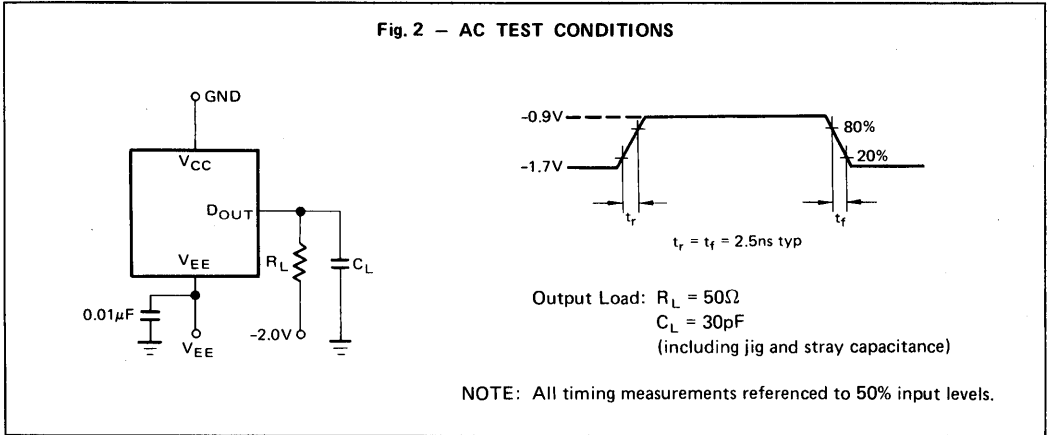 Fig. 2 – AC TEST CONDITIONS
GND
VCC
DOUT
VEE
RL
CL
0.01μF
VEE
–2.0V
–0.9V
–1.7V
80%
20%
tr
tf
tr = tf = 2.5ns typ
Output Load: RL = 50Ω
CL = 30pF
(including jig and stray capacitance)
NOTE: All timing measurements referenced to 50% input levels.